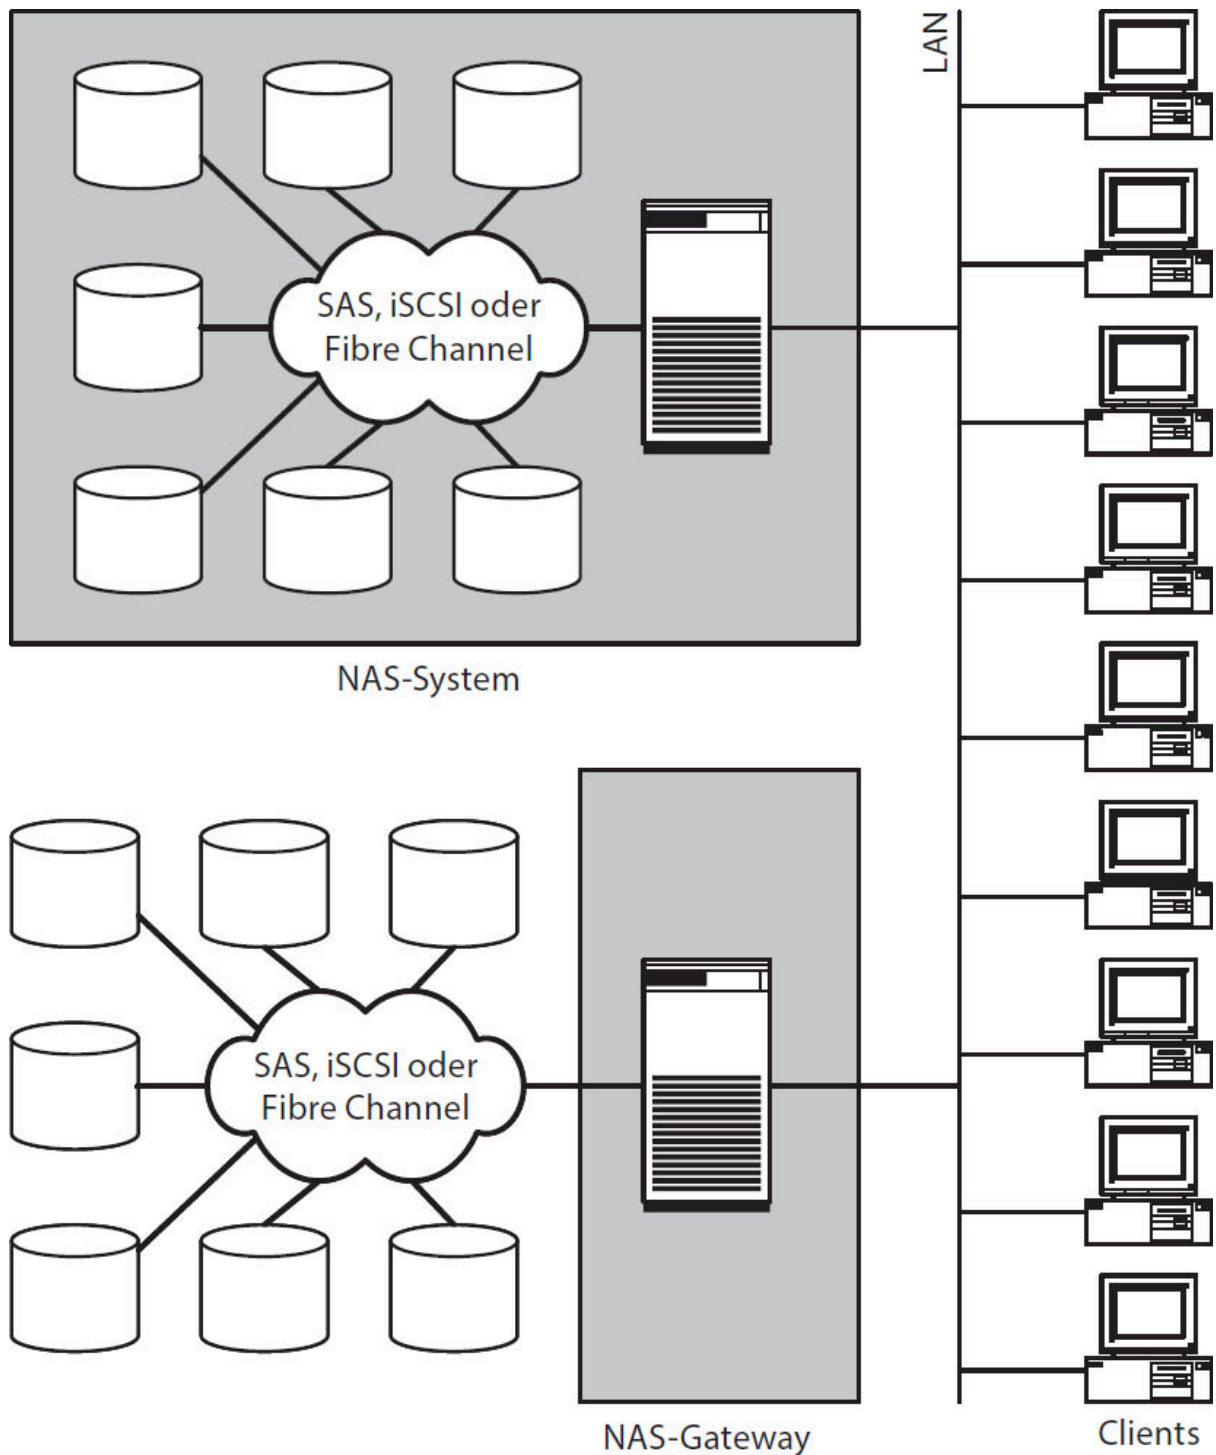 LAN
SAS, iSCSI oder
Fibre Channel
NAS-System
SAS, iSCSI oder
Fibre Channel
NAS-Gateway
Clients